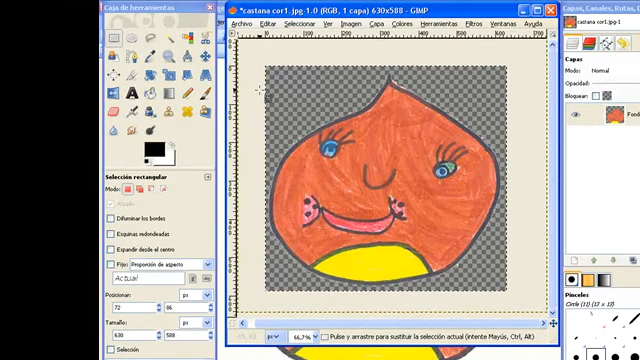 Caja de herramientas
*castana cor1.jpg-1.0 (RGB, 1 capa) 630x588 – GIMP
Archivo Editar Seleccionar Ver Imagen Capa Colores Herramientas Filtros Ventanas Ayuda
Capas, Canales, Rutas, D
castana cor1.jpg-1
Capas
Modo: Normal
Opacidad:
Bloquear:
Fond
Selección rectangular
Modo:
Alisado
Difuminar los bordes
Esquinas redondeadas
Expandir desde el centro
Fijo: Proporción de aspecto
Actual
Posicionar: px
72 86
Tamaño: px
630 588
Selección
Pinceles
Circle (11) (13 x 13)
px 66,7% Pulse y arrastre para sustituir la selección actual (intente Mayús, Ctrl, Alt)